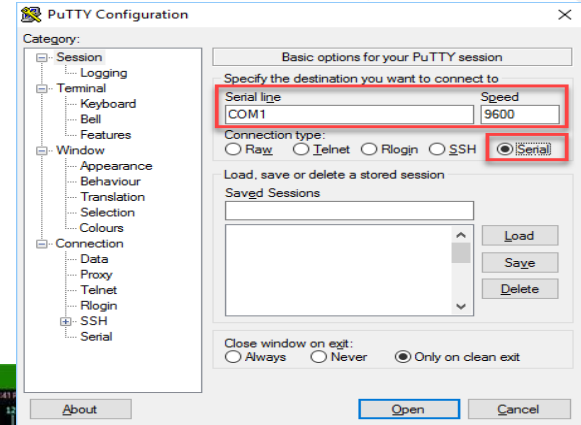 PuTTY Configuration
Category:
Session
Logging
Terminal
Keyboard
Bell
Features
Window
Appearance
Behaviour
Translation
Selection
Colours
Connection
Data
Proxy
Telnet
Rlogin
SSH
Serial
Basic options for your PuTTY session
Specify the destination you want to connect to
Serial line Speed
COM1 9600
Connection type:
Raw Telnet Rlogin SSH Serial
Load, save or delete a stored session
Saved Sessions
Load
Save
Delete
Close window on exit:
Always Never Only on clean exit
About Open Cancel